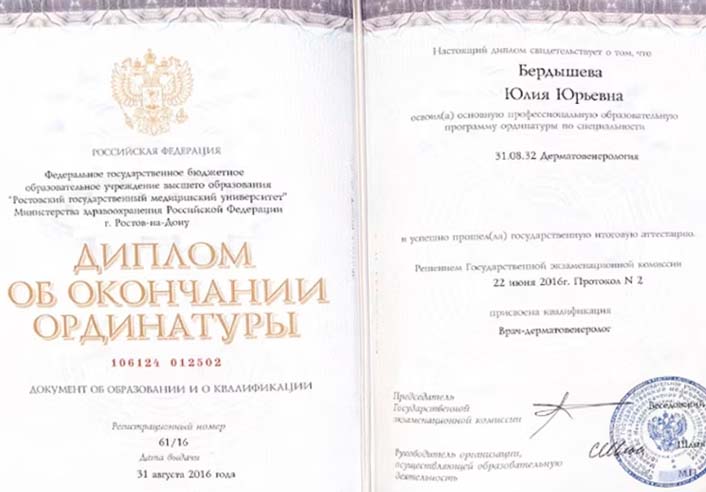 РОССИЙСКАЯ ФЕДЕРАЦИЯ
Федеральное государственное бюджетное
образовательное учреждение высшего образования
"Ростовский государственный медицинский университет"
Министерства здравоохранения Российской Федерации
г. Ростов-на-Дону
ДИПЛОМ
ОБ ОКОНЧАНИИ
ОРДИНАТУРЫ
106124 012502
ДОКУМЕНТ ОБ ОБРАЗОВАНИИ И О КВАЛИФИКАЦИИ
Регистрационный номер
61/16
Дата выдачи
31 августа 2016 года
Настоящий диплом свидетельствует о том, что
Бердышева
Юлия Юрьевна
освоил(а) основную профессиональную образовательную
программу ординатуры по специальности
31.08.32 Дерматовенерология
и успешно прошел(ла) государственную итоговую аттестацию.
Решением Государственной экзаменационной комиссии
22 июня 2016г. Протокол N 2
присвоена квалификация
Врач-дерматовенеролог
Председатель
Государственной
экзаменационной комиссии
Руководитель организации,
осуществляющей образовательную
деятельность
М.П.